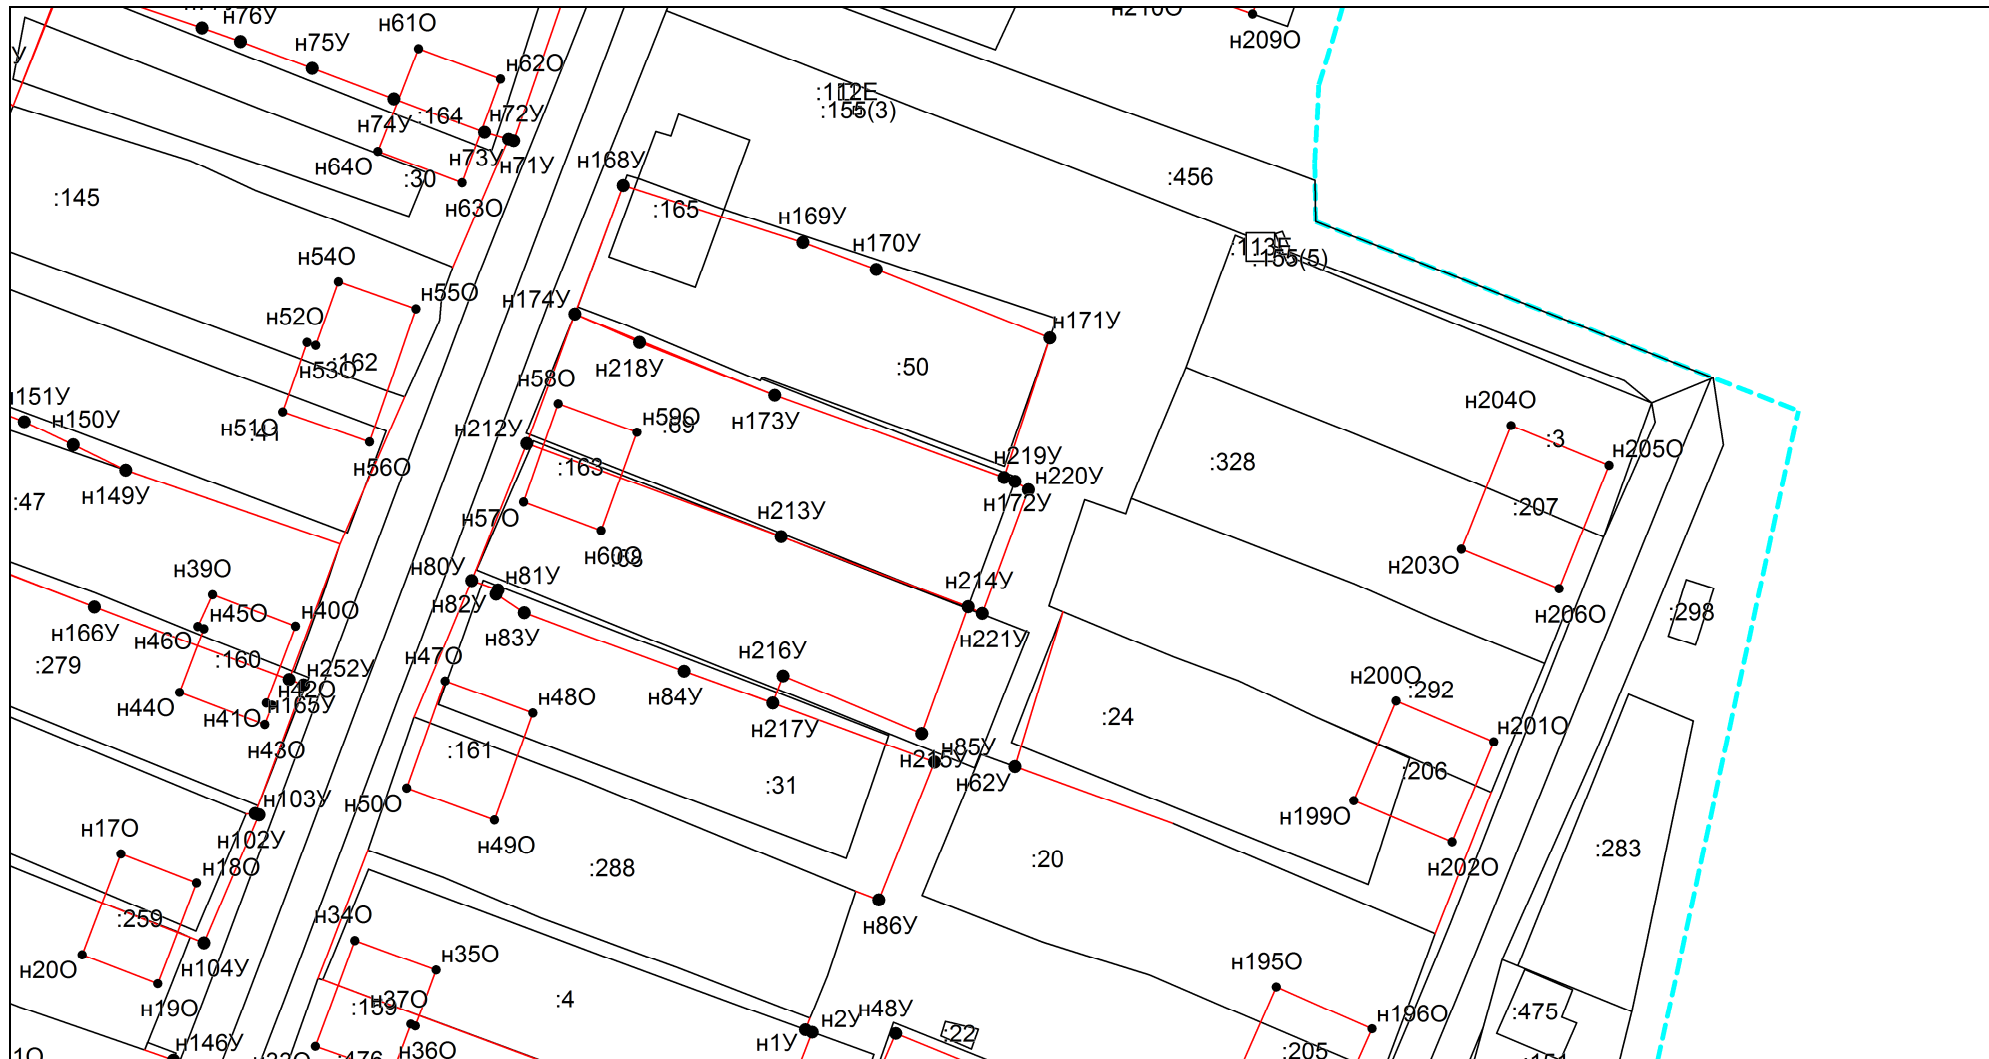 н76У
н75У
н61О
н62О
н210О
н209О
У
:164
н72У
н74У
н73У
н71У
н64О
:30
н63О
:145
:112Е
:155(3)
н168У
:165
н169У
н170У
:456
:113Е
:155(5)
н54О
н55О
н52О
н53О
:162
н174У
н171У
н218У
:50
н58О
н59О
:69
н173У
н151У
н150У
н51О
:41
н56О
н212У
:163
н149У
:47
н57О
н60О
:68
н213У
н219У
н220У
н172У
:328
н204О
:3
н205О
:207
н203О
н206О
:298
н39О
н45О
н40О
н46О
н166У
:279
:160
н252У
н42О
н165У
н44О
н41О
н43О
н80У
н81У
н82У
н83У
н214У
н221У
н47О
н48О
н216У
н84У
н217У
н85У
н215У
н62У
:24
н200О
:292
н201О
:161
:31
:206
н199О
н202О
н50О
н49О
н103У
н102У
н17О
н18О
:288
:20
:283
н86У
:259
н20О
н104У
н19О
н34О
н35О
н37О
:159
:4
н195О
н196О
:475
н146У
н36О
:476
н1У
н2У
н48У
:22
:205